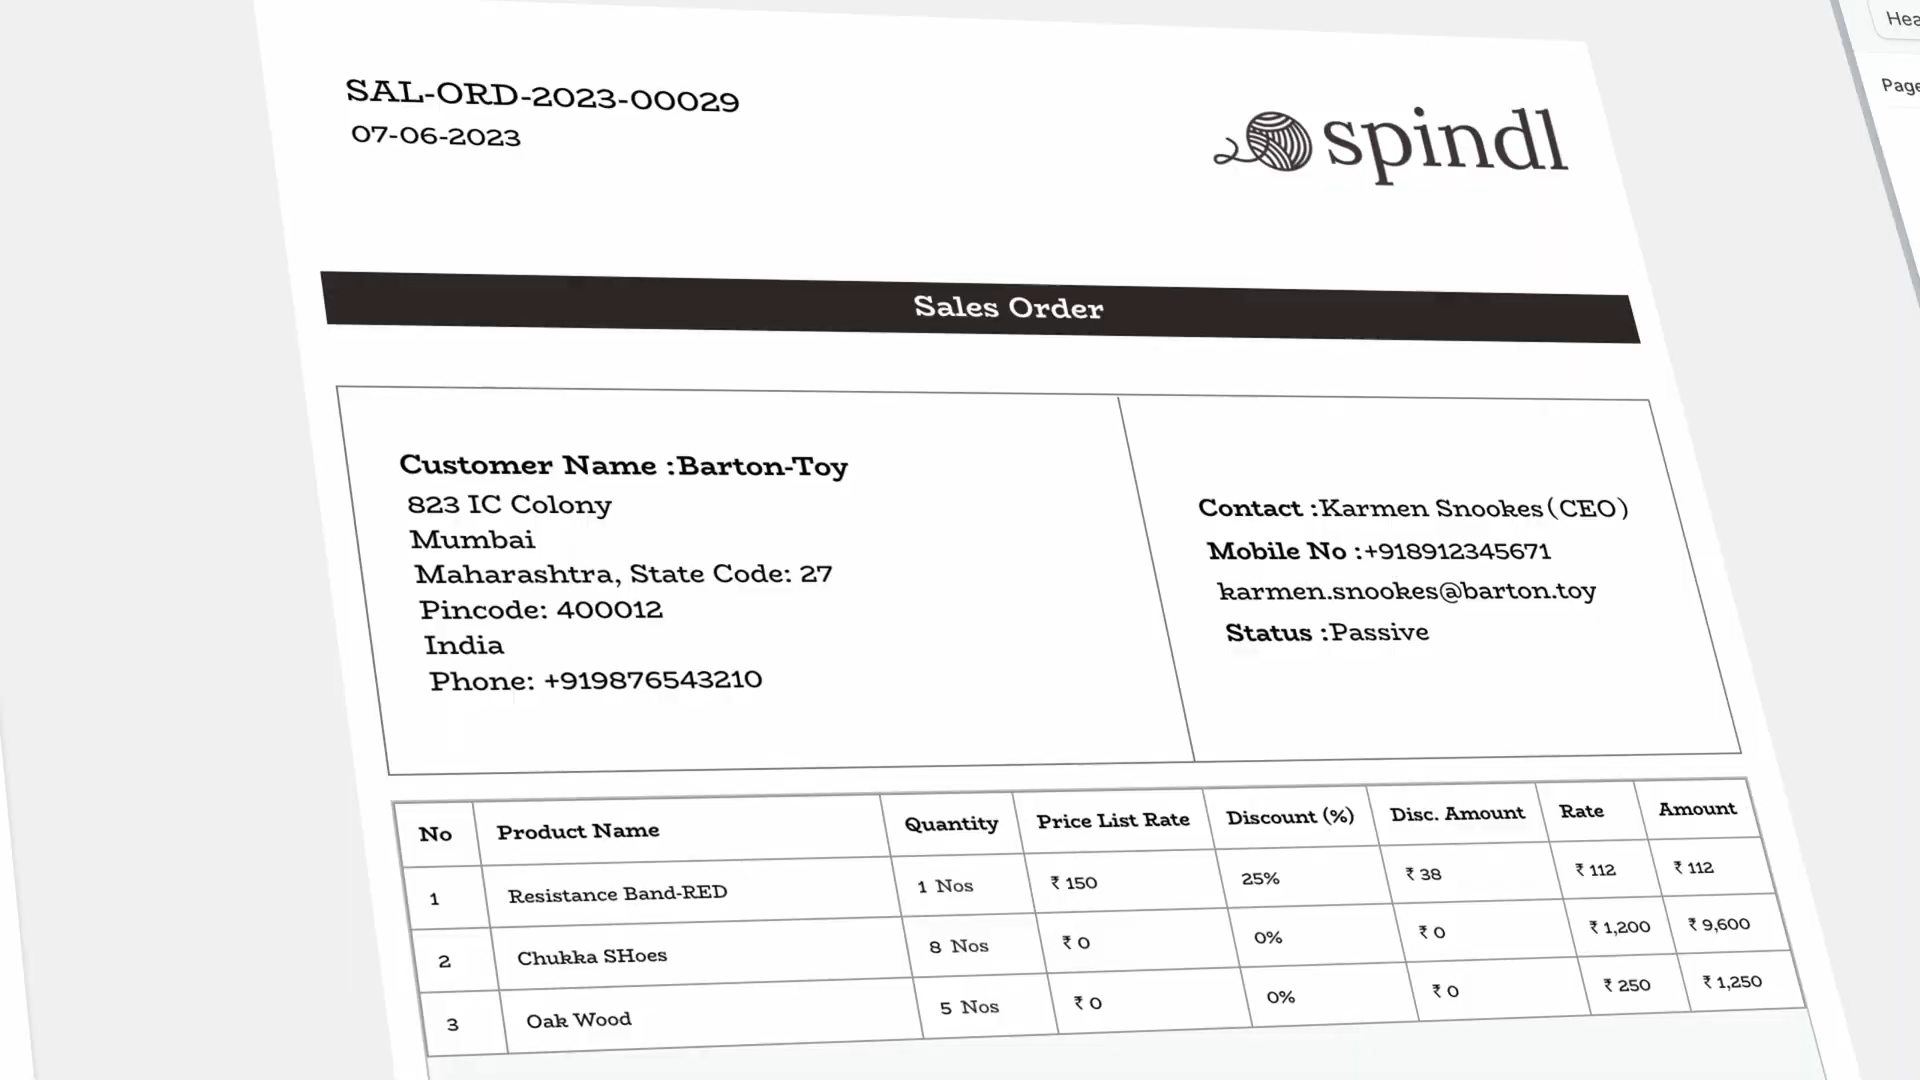 Hea
Page
SAL-ORD-2023-00029
07-06-2023
spindl
Sales Order
Customer Name :Barton-Toy
823 IC Colony
Mumbai
Maharashtra, State Code: 27
Pincode: 400012
India
Phone: +919876543210
Contact :Karmen Snookes(CEO)
Mobile No :+918912345671
karmen.snookes@barton.toy
Status :Passive
No Product Name Quantity Price List Rate Discount (%) Disc. Amount Rate Amount
1 Resistance Band-RED 1 Nos ₹ 150 25% ₹ 38 ₹ 112 ₹ 112
2 Chukka SHoes 8 Nos ₹ 0 0% ₹ 0 ₹ 1,200 ₹ 9,600
3 Oak Wood 5 Nos ₹ 0 0% ₹ 0 ₹ 250 ₹ 1,250